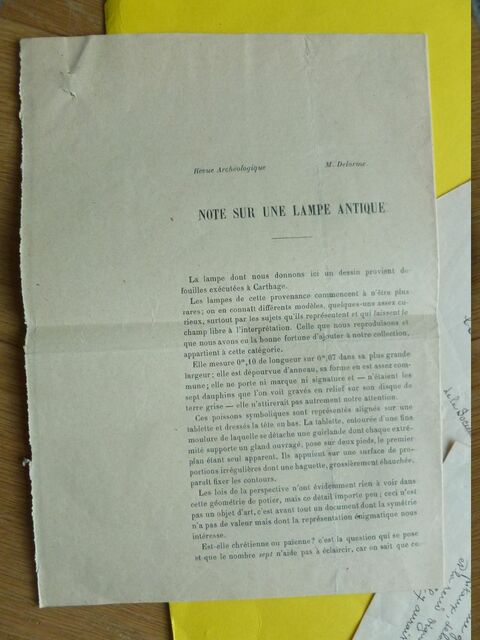 Revue Archéologique M. Delorme.
NOTE SUR UNE LAMPE ANTIQUE
La lampe dont nous donnons ici un dessin provient de
fouilles exécutées à Carthage.
Les lampes de cette provenance commencent à n'être plus
rares; on en connaît différents modèles, quelques-uns assez cu-
rieux, surtout par les sujets qu'ils représentent et qui laissent le
champ libre à l'interprétation. Celle que nous reproduisons et
que nous avons eu la bonne fortune d'ajouter à notre collection,
appartient à cette catégorie.
Elle mesure 0m,10 de longueur sur 0m,07 dans sa plus grande
largeur; elle est dépourvue d'anneau, sa forme en est assez com-
mune; elle ne porte ni marque ni signature et — n'étaient les
sept dauphins que l'on voit gravés en relief sur son disque de
terre grise — elle n'attirerait pas autrement notre attention.
Ces poissons symboliques sont représentés alignés sur une
tablette et dressés la tête en bas. La tablette, entourée d'une fine
moulure de laquelle se détache une guirlande dont chaque extré-
mité supporte un gland ouvragé, pose sur deux pieds, le premier
plan étant seul apparent. Ils appuient sur une surface de pro-
portions irrégulières dont une baguette, grossièrement ébauchée,
paraît fixer les contours.
Les lois de la perspective n'ont évidemment rien à voir dans
cette géométrie de potier, mais ce détail importe peu; ceci n'est
pas un objet d'art, c'est avant tout un document dont la symétrie
n'a pas de valeur mais dont la représentation énigmatique nous
intéresse.
Est-elle chrétienne ou païenne? c'est la question qui se pose
et que le nombre sept n'aide pas à éclaircir, car on sait que ce
de la